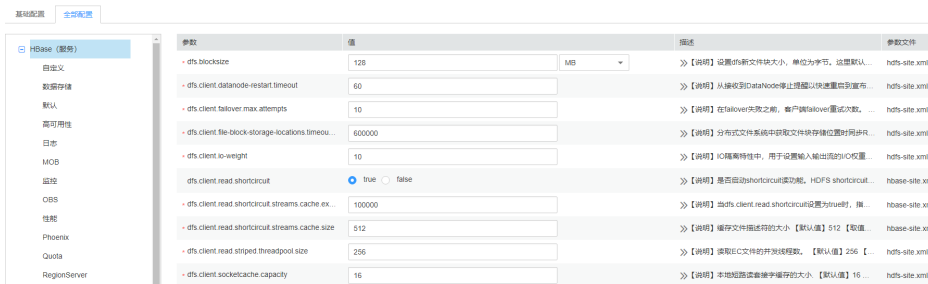 基础配置 全部配置
HBase（服务）
自定义
数据存储
默认
高可用性
日志
MOB
监控
OBS
性能
Phoenix
Quota
RegionServer
参数 值 描述 参数文件
* dfs.blocksize 128 MB 【说明】设置dfs新文件块大小，单位为字节。这里默认... hdfs-site.xml
* dfs.client.datanode-restart.timeout 60 【说明】从接收到DataNode停止提醒以快速重启到宣布... hdfs-site.xml
* dfs.client.failover.max.attempts 10 【说明】在failover失败之前，客户端failover重试次数。 ... hdfs-site.xml
* dfs.client.file-block-storage-locations.timeou... 600000 【说明】分布式文件系统中获取文件块存储位置时同步R... hdfs-site.xml
* dfs.client.io-weight 10 【说明】IO隔离特性中，用于设置输入输出流的I/O权重... hdfs-site.xml
dfs.client.read.shortcircuit true false 【说明】是否启动shortcircuit读功能。HDFS shortcircuit... hbase-site.xm
* dfs.client.read.shortcircuit.streams.cache.ex... 100000 【说明】当dfs.client.read.shortcircuit设置为true时，指... hbase-site.xm
* dfs.client.read.shortcircuit.streams.cache.size 512 【说明】缓存文件描述符的大小 【默认值】512 【取值... hbase-site.xm
* dfs.client.read.striped.threadpool.size 256 【说明】读取EC文件的并发线程数。 【默认值】256 【... hdfs-site.xml
* dfs.client.socketcache.capacity 16 【说明】本地短路读套接字缓存的大小. 【默认值】16 ... hdfs-site.xml